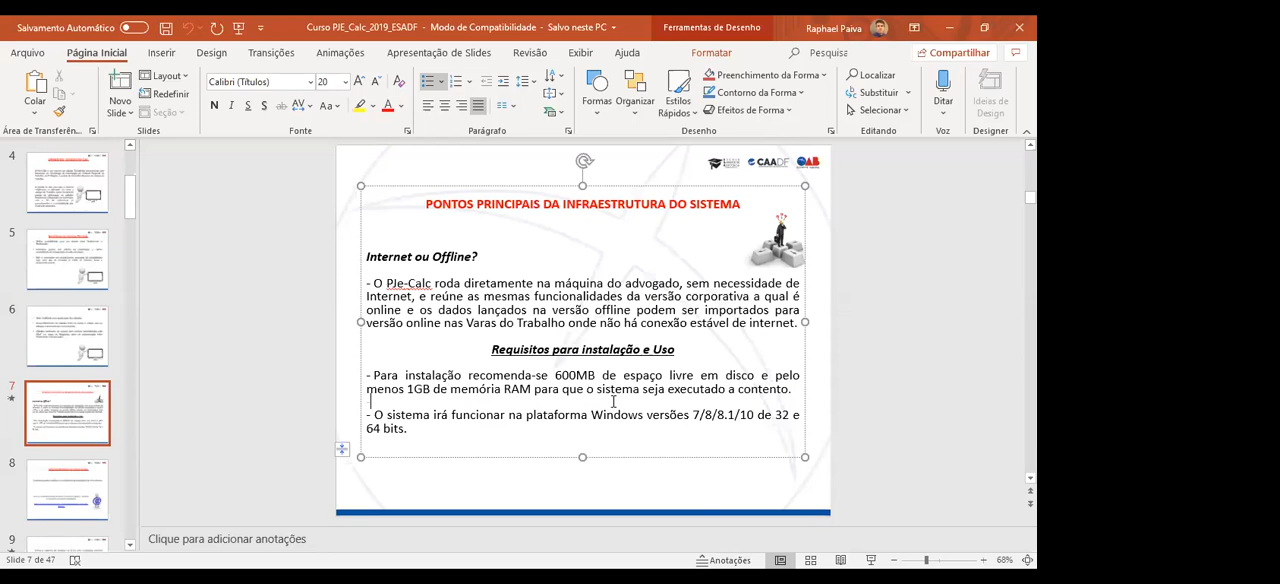 Salvamento Automático
Curso PJE_Calc_2019_ESADF - Modo de Compatibilidade - Salvo neste PC
Ferramentas de Desenho
Raphael Paiva
Arquivo Página Inicial Inserir Design Transições Animações Apresentação de Slides Revisão Exibir Ajuda Formatar Pesquisa Compartilhar
Colar
Novo
Slide
Layout
Redefinir
Seção
Calibri (Títulos) 20
N I S S ab AV Aa A
Formas Organizar Estilos
Rápidos
Preenchimento da Forma
Contorno da Forma
Efeitos de Forma
Localizar
Substituir
Selecionar
Ditar
Ideias de
Design
Área de Transferên... Slides Fonte Parágrafo Desenho Editando Voz Designer
4
5
6
7
8
9
CAADF OAB
PONTOS PRINCIPAIS DA INFRAESTRUTURA DO SISTEMA
Internet ou Offline?
- O PJe-Calc roda diretamente na máquina do advogado, sem necessidade de
Internet, e reúne as mesmas funcionalidades da versão corporativa a qual é
online e os dados lançados na versão offline podem ser importados para
versão online nas Varas do Trabalho onde não há conexão estável de internet.
Requisitos para instalação e Uso
- Para instalação recomenda-se 600MB de espaço livre em disco e pelo
menos 1GB de memória RAM para que o sistema seja executado a contento.
- O sistema irá funcionar na plataforma Windows versões 7/8/8.1/10 de 32 e
64 bits.
Clique para adicionar anotações
Slide 7 de 47
Anotações
68%